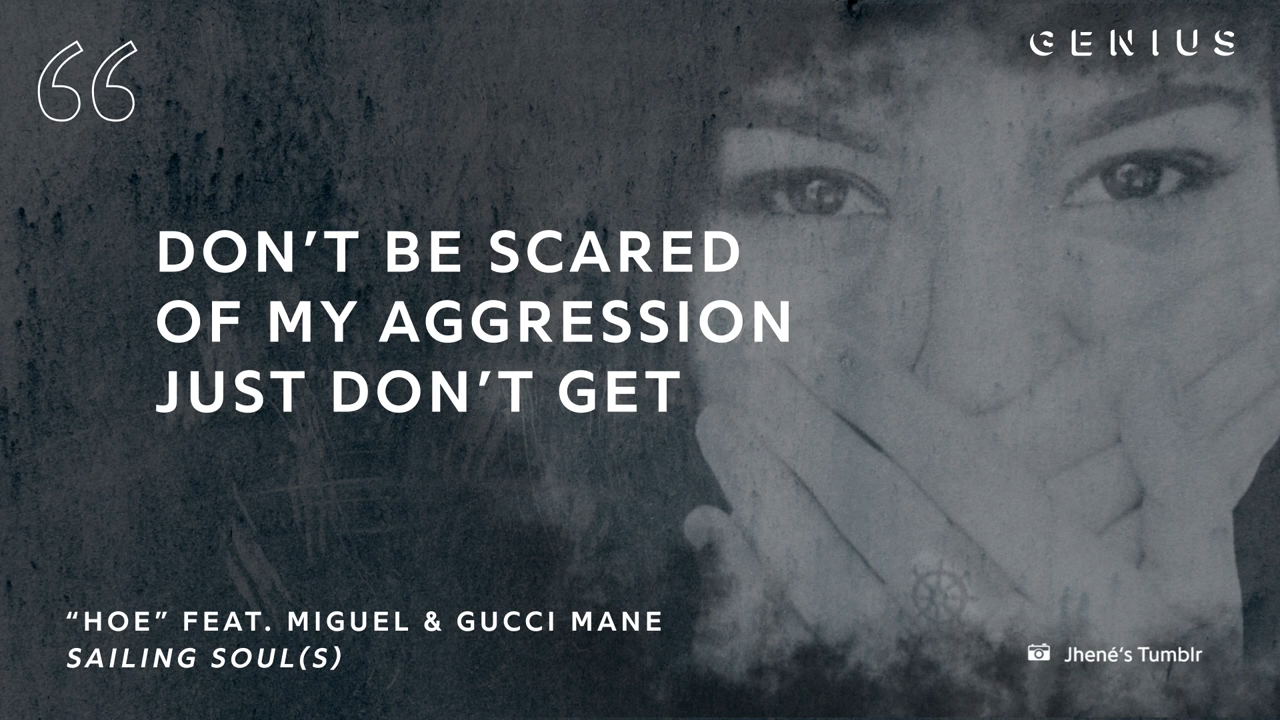 “
GENIUS
DON’T BE SCARED
OF MY AGGRESSION
JUST DON’T GET
“HOE” FEAT. MIGUEL & GUCCI MANE
SAILING SOUL(S)
Jhené‘s Tumblr